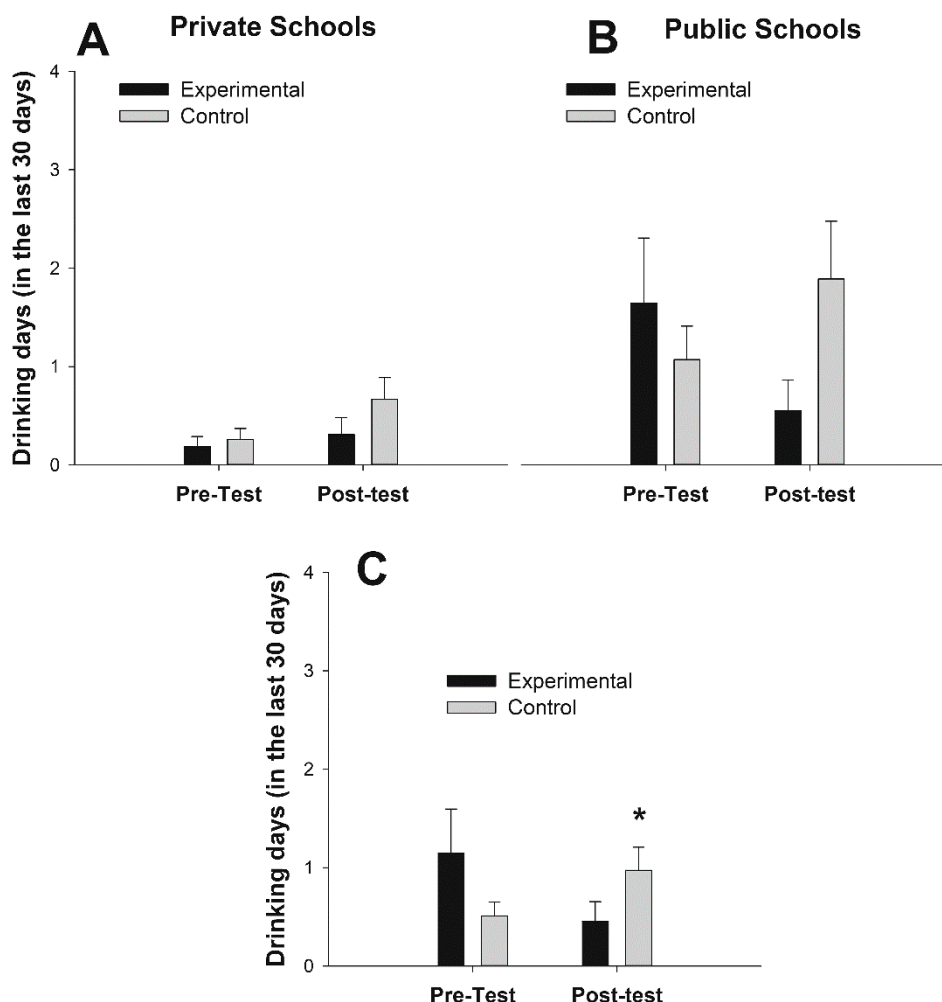 A Private Schools
Experimental
Control
Drinking days (in the last 30 days)
4
3
2
1
0
Pre-Test Post-test
B Public Schools
Experimental
Control
Pre-Test Post-test
C
Experimental
Control
Drinking days (in the last 30 days)
4
3
2
1
0
*
Pre-Test Post-test